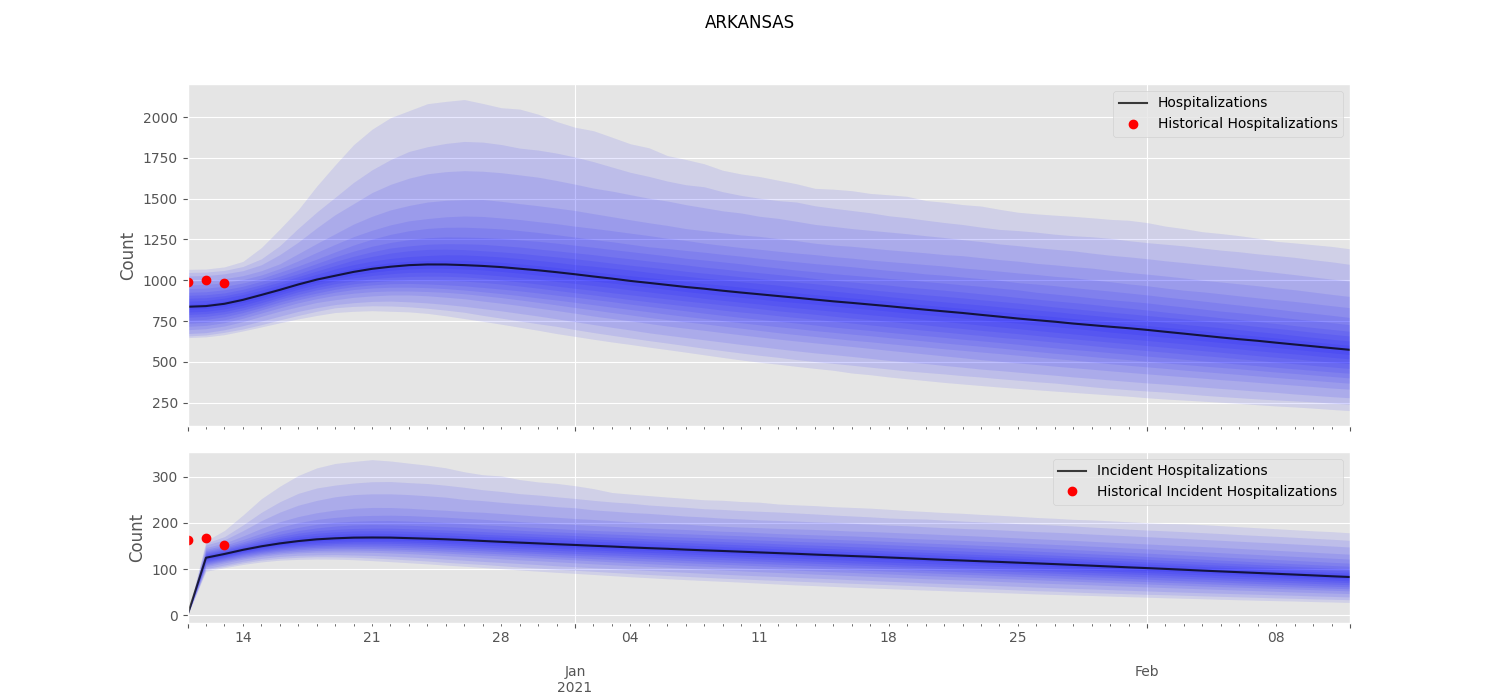 ARKANSAS
Count
2000
1750
1500
1250
1000
750
500
250
Hospitalizations
Historical Hospitalizations
Count
300
200
100
0
Incident Hospitalizations
Historical Incident Hospitalizations
14 21 28 04 11 18 25 08
Jan Feb
2021